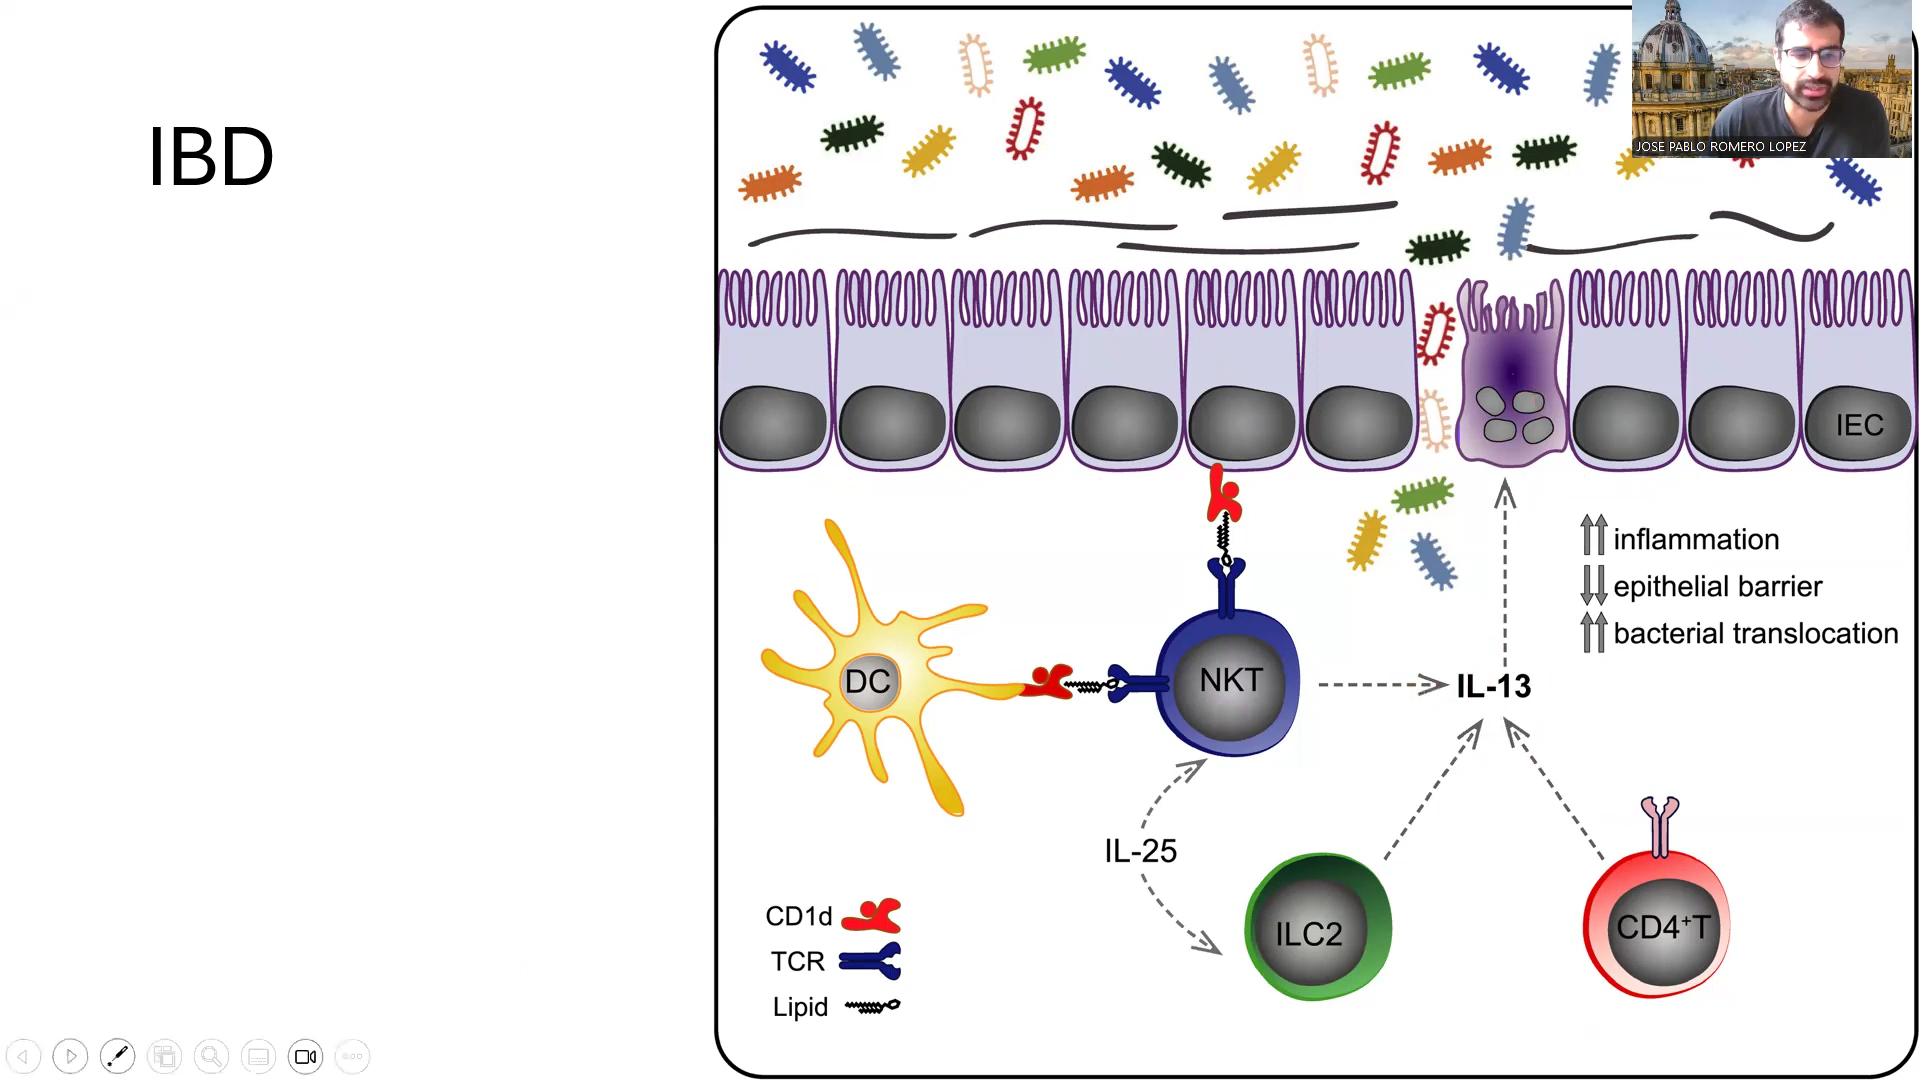 IBD
JOSE PABLO ROMERO LOPEZ
IEC
inflammation
epithelial barrier
bacterial translocation
DC
NKT
IL-13
IL-25
CD1d
TCR
Lipid
ILC2
CD4⁺T